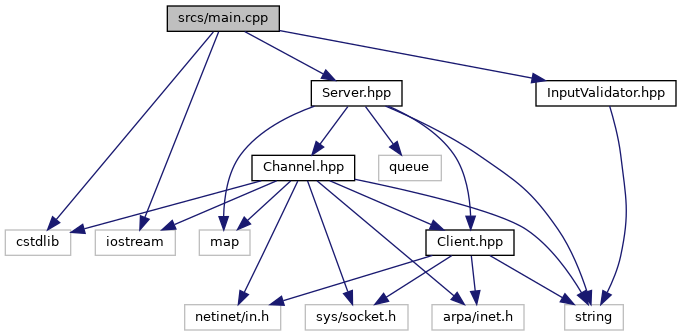 srcs/main.cpp
Server.hpp
InputValidator.hpp
Channel.hpp
queue
cstdlib
iostream
map
Client.hpp
netinet/in.h
sys/socket.h
arpa/inet.h
string